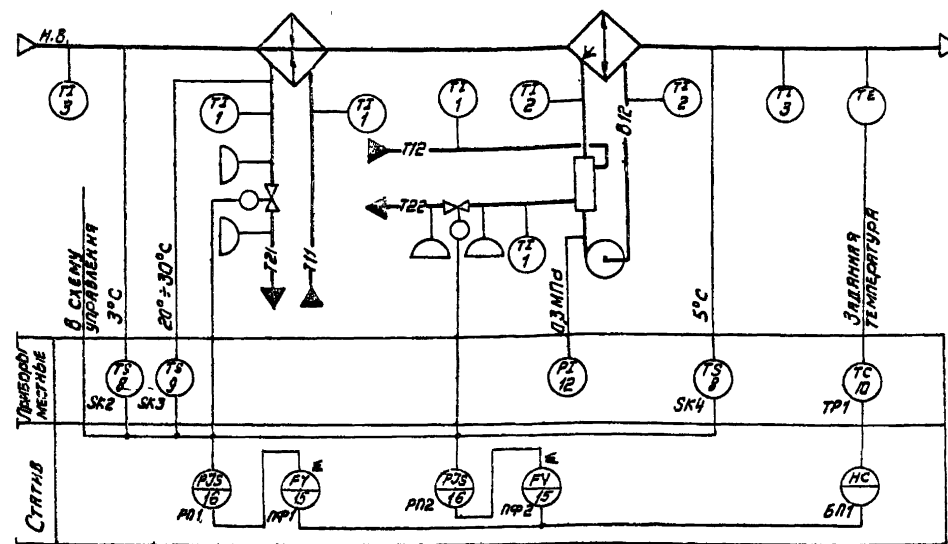 Н.В.
TI
3
TI
1
TI
1
TI
1
TI
2
TI
2
TI
3
TE
T12
B12
T22
TI
1
T21
T11
В СХЕМУ
УПРАВЛЕНИЯ
3°С
20°÷30°С
0,3 МПа
5°С
ЗАДАННАЯ
ТЕМПЕРАТУРА
ПРИБОРЫ
МЕСТНЫЕ
TS
8
SK2
TS
9
SK3
PI
12
TS
8
SK4
TC
10
TP1
СТАТИВ
PJS
16
РП1
FY
15
ПФ1
PJS
16
РП2
FY
15
ПФ2
HC
БП1